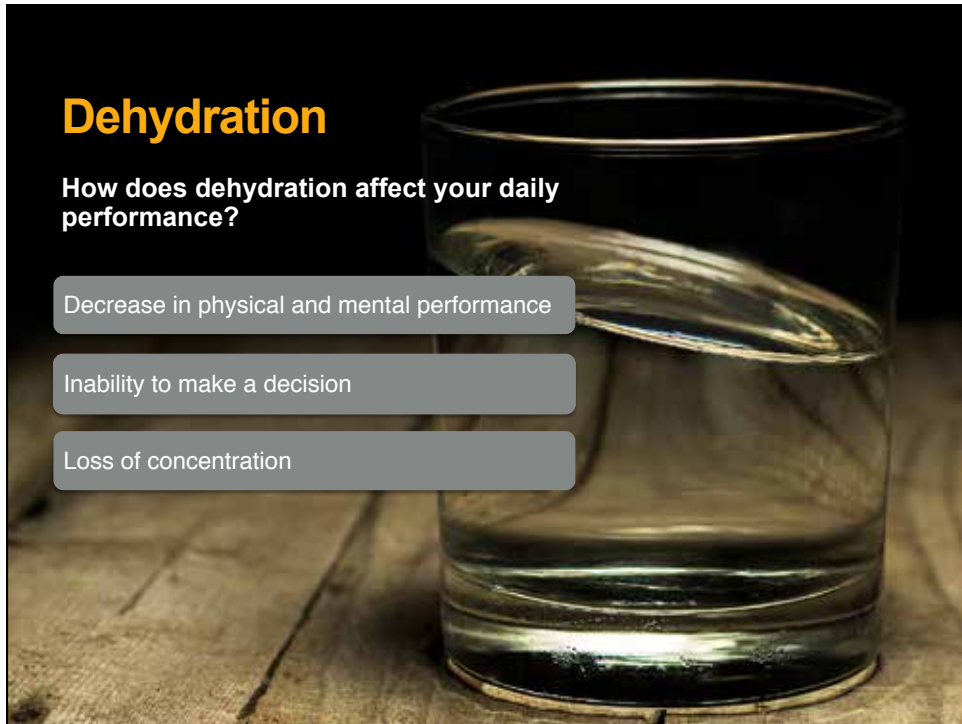 Dehydration
How does dehydration affect your daily
performance?
Decrease in physical and mental performance
Inability to make a decision
Loss of concentration